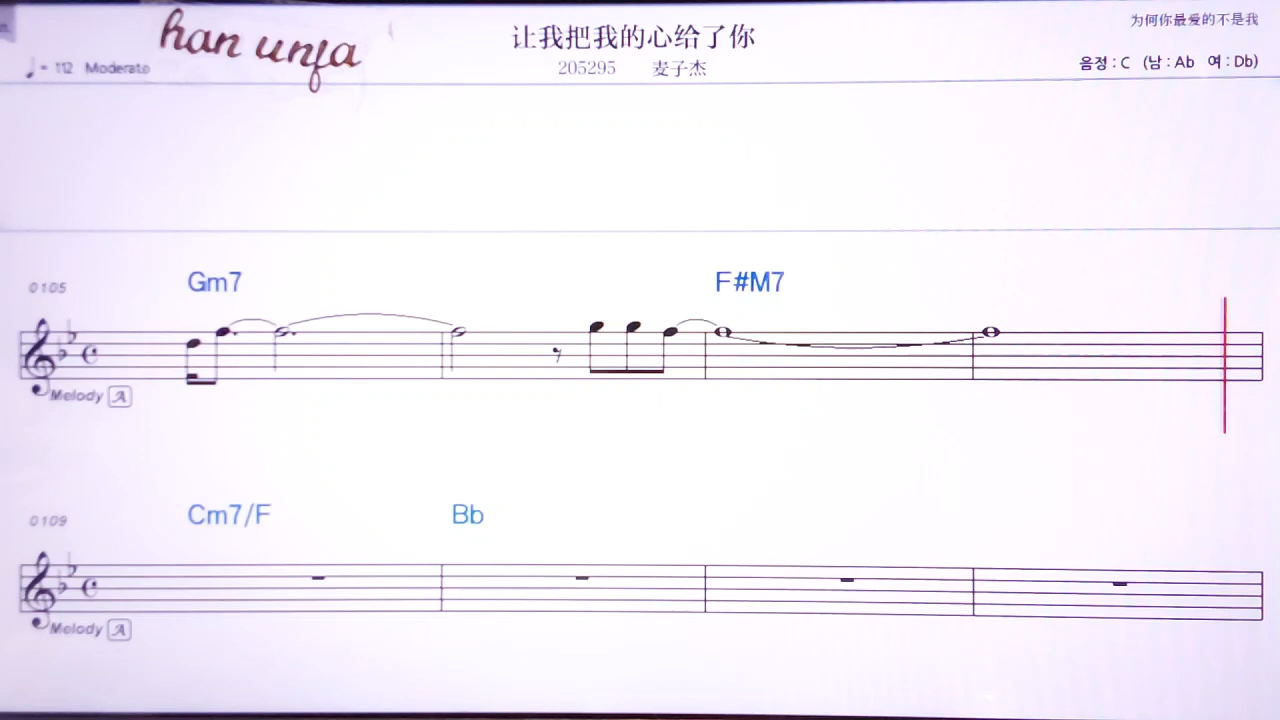 han unfa
让我把我的心给了你
为何你最爱的不是我
♩= 112 Moderato
205295 麦子杰
음정 : C (남 : Ab 여 : Db)
0105
Gm7 F#M7
Melody A
0109
Cm7/F Bb
Melody A